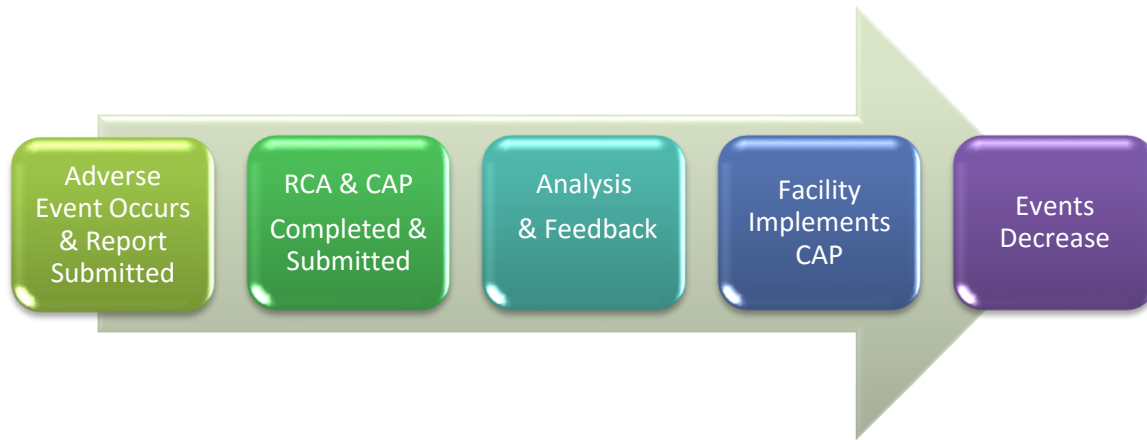 Adverse
Event Occurs
& Report
Submitted
RCA & CAP
Completed &
Submitted
Analysis
& Feedback
Facility
Implements
CAP
Events
Decrease